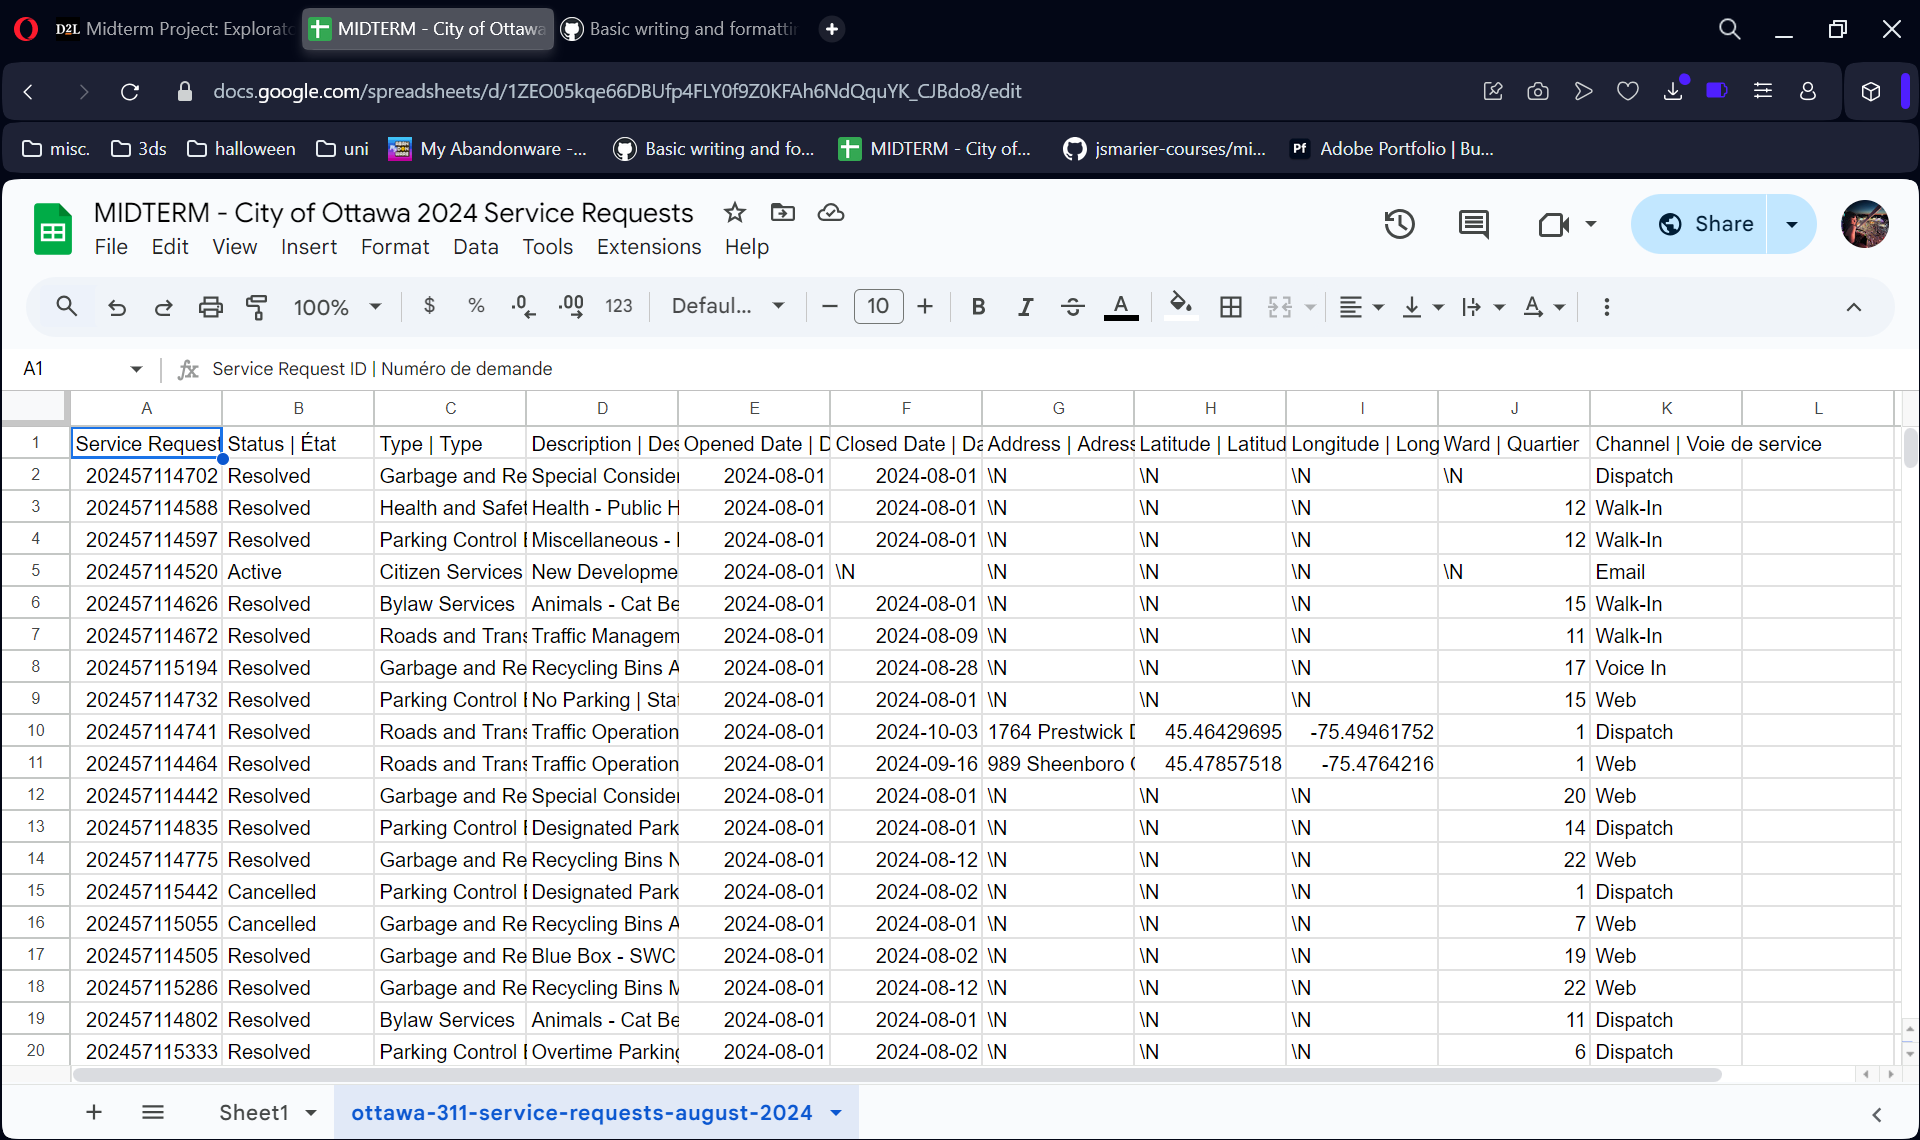 D2L Midterm Project: Explorato
MIDTERM - City of Ottawa
Basic writing and formattin
docs.google.com/spreadsheets/d/1ZEO05kqe66DBUfp4FLY0f9Z0KFAh6NdQquYK_CJBdo8/edit
misc. 3ds halloween uni My Abandonware -... Basic writing and fo... MIDTERM - City of... jsmarier-courses/mi... Pf Adobe Portfolio | Bu...
MIDTERM - City of Ottawa 2024 Service Requests
File Edit View Insert Format Data Tools Extensions Help
Share
100% $ % .0 .00 123 Defaul... 10 B I A
A1 fx Service Request ID | Numéro de demande
A B C D E F G H I J K L
1 Service Request Status | État Type | Type Description | Des Opened Date | D Closed Date | Da Address | Adress Latitude | Latitud Longitude | Long Ward | Quartier Channel | Voie de service
2 202457114702 Resolved Garbage and Re Special Consider 2024-08-01 2024-08-01 \N \N \N \N Dispatch
3 202457114588 Resolved Health and Safet Health - Public H 2024-08-01 2024-08-01 \N \N \N 12 Walk-In
4 202457114597 Resolved Parking Control E Miscellaneous - 2024-08-01 2024-08-01 \N \N \N 12 Walk-In
5 202457114520 Active Citizen Services New Developme 2024-08-01 \N \N \N \N \N Email
6 202457114626 Resolved Bylaw Services Animals - Cat Be 2024-08-01 2024-08-01 \N \N \N 15 Walk-In
7 202457114672 Resolved Roads and Trans Traffic Managem 2024-08-01 2024-08-09 \N \N \N 11 Walk-In
8 202457115194 Resolved Garbage and Re Recycling Bins A 2024-08-01 2024-08-28 \N \N \N 17 Voice In
9 202457114732 Resolved Parking Control E No Parking | Stat 2024-08-01 2024-08-01 \N \N \N 15 Web
10 202457114741 Resolved Roads and Trans Traffic Operation 2024-08-01 2024-10-03 1764 Prestwick D 45.46429695 -75.49461752 1 Dispatch
11 202457114464 Resolved Roads and Trans Traffic Operation 2024-08-01 2024-09-16 989 Sheenboro C 45.47857518 -75.4764216 1 Web
12 202457114442 Resolved Garbage and Re Special Consider 2024-08-01 2024-08-01 \N \N \N 20 Web
13 202457114835 Resolved Parking Control E Designated Park 2024-08-01 2024-08-01 \N \N \N 14 Dispatch
14 202457114775 Resolved Garbage and Re Recycling Bins N 2024-08-01 2024-08-12 \N \N \N 22 Web
15 202457115442 Cancelled Parking Control E Designated Park 2024-08-01 2024-08-02 \N \N \N 1 Dispatch
16 202457115055 Cancelled Garbage and Re Recycling Bins A 2024-08-01 2024-08-01 \N \N \N 7 Web
17 202457114505 Resolved Garbage and Re Blue Box - SWC 2024-08-01 2024-08-02 \N \N \N 19 Web
18 202457115286 Resolved Garbage and Re Recycling Bins M 2024-08-01 2024-08-12 \N \N \N 22 Web
19 202457114802 Resolved Bylaw Services Animals - Cat Be 2024-08-01 2024-08-01 \N \N \N 11 Dispatch
20 202457115333 Resolved Parking Control E Overtime Parking 2024-08-01 2024-08-02 \N \N \N 6 Dispatch
Sheet1 ottawa-311-service-requests-august-2024